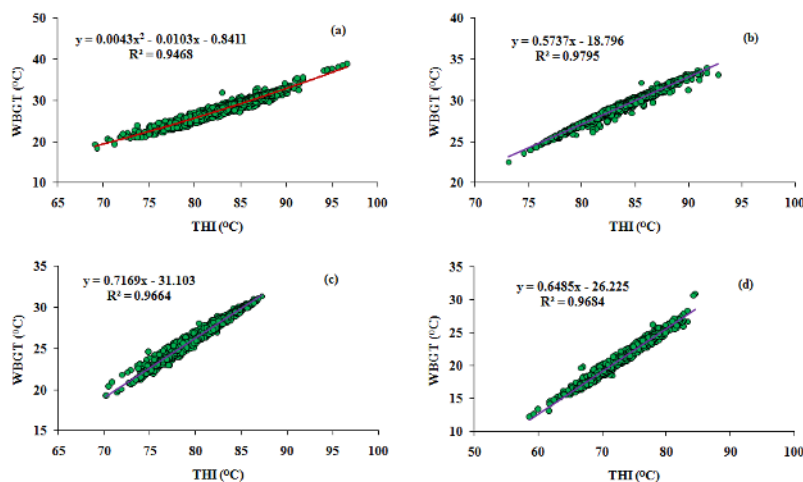 y = 0.0043x² - 0.0103x - 0.8411
R² = 0.9468
(a)
WBGT (°C)
50
40
30
20
10
65 70 75 80 85 90 95 100
THI (°C)
y = 0.5737x - 18.796
R² = 0.9795
(b)
WBGT (°C)
40
35
30
25
20
70 75 80 85 90 95 100
THI (°C)
y = 0.7169x - 31.103
R² = 0.9664
(c)
WBGT (°C)
35
30
25
20
15
65 70 75 80 85 90 95 100
THI (°C)
y = 0.6485x - 26.225
R² = 0.9684
(d)
WBGT (°C)
35
30
25
20
15
10
50 60 70 80 90 100
THI (°C)